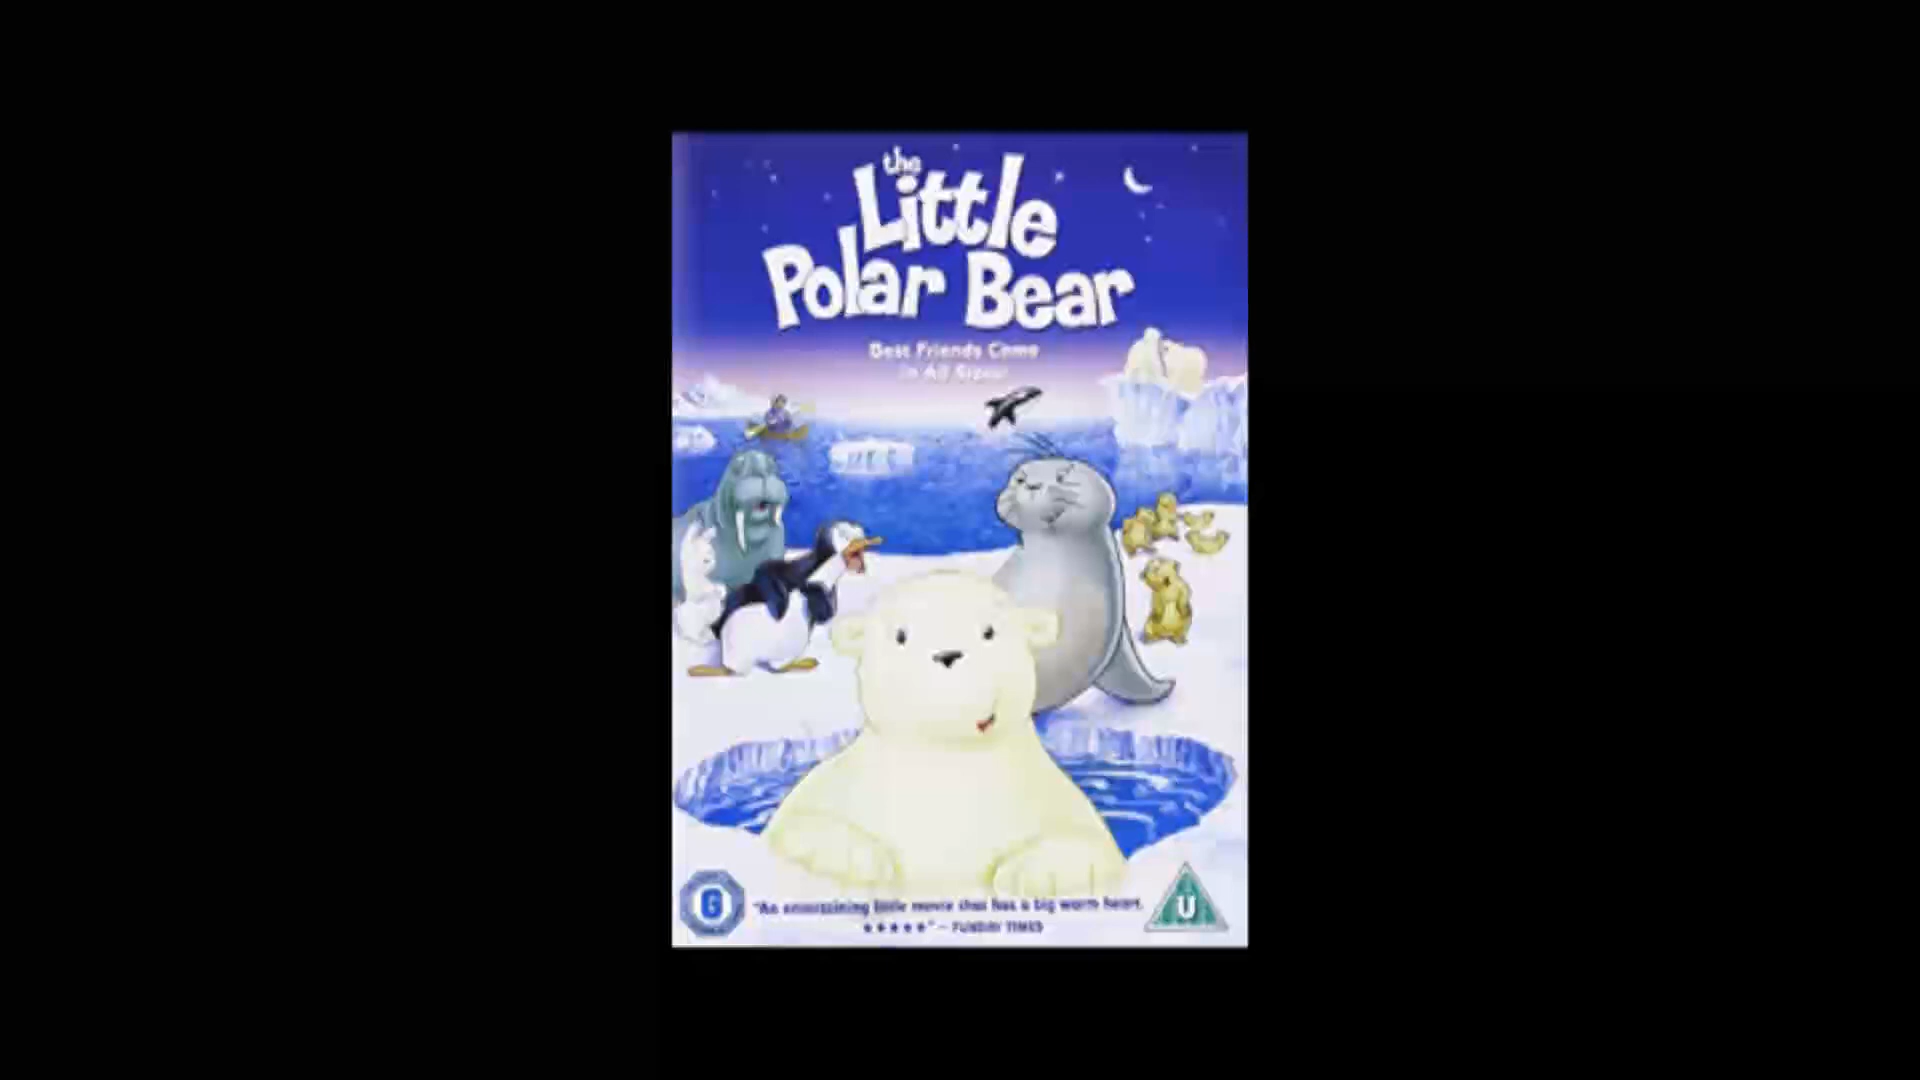 the
Little
Polar Bear
Best Friends Come
In All Sizes!
G
"An entertaining little movie that has a big warm heart.
★★★★★" – FUNDAY TIMES
U